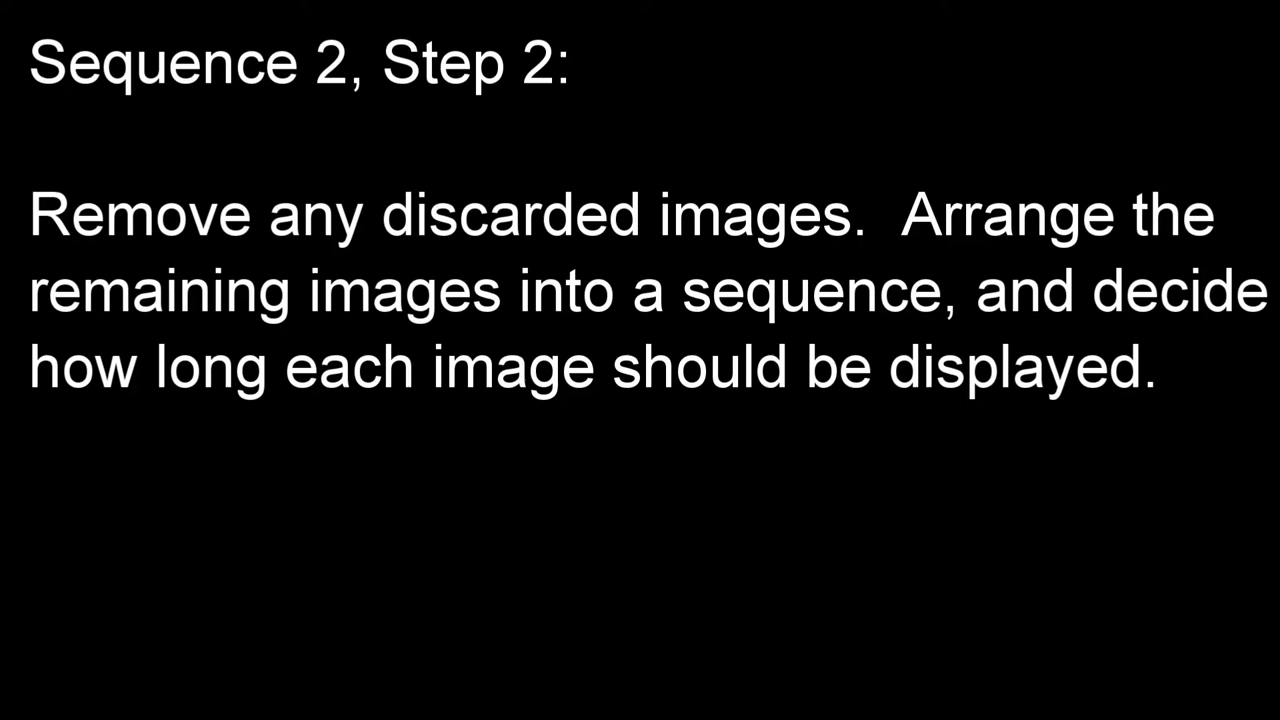 Sequence 2, Step 2:
Remove any discarded images.  Arrange the
remaining images into a sequence, and decide
how long each image should be displayed.